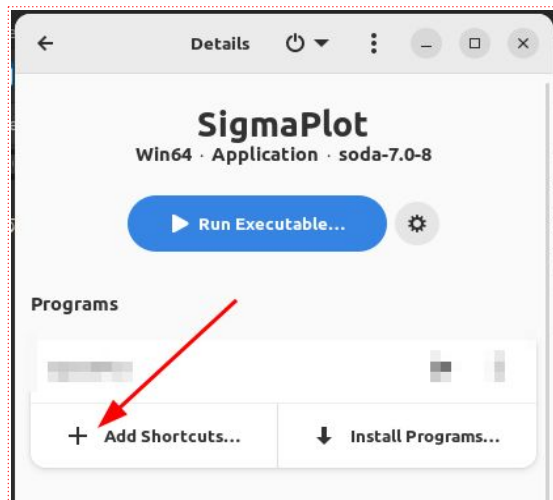 Details
SigmaPlot
Win64 · Application · soda-7.0-8
Run Executable...
Programs
Add Shortcuts...
Install Programs...